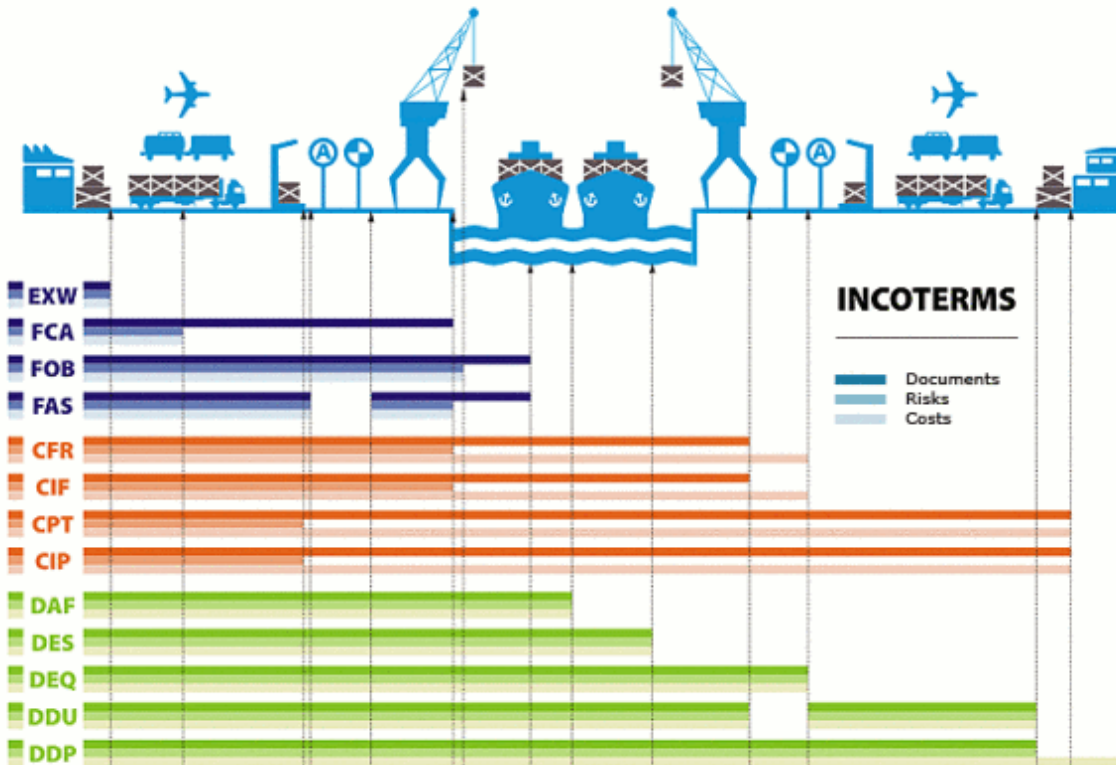 A
A
EXW
FCA
FOB
FAS
CFR
CIF
CPT
CIP
DAF
DES
DEQ
DDU
DDP
INCOTERMS
Documents
Risks
Costs